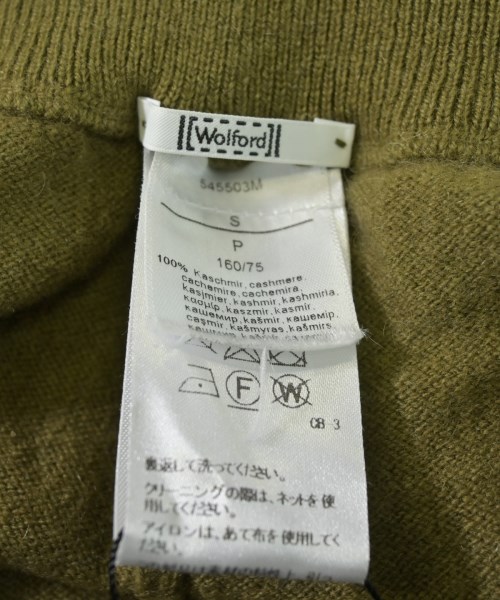 [Wolford]
545503M
S
P
160/75
100% Kaschmir, cashmere,
cachemire, cachemira,
kasjmier, kashmir, kashmiria,
kaszmir, kasmír,
кашемир, kašmir, кашемір,
caşmir, kašmyras, kašmirs,
F W
CB-3
裏返して洗ってください。
クリーニングの際は、ネットを使
用してください。
アイロンは、あて布を使用してく
ださい。